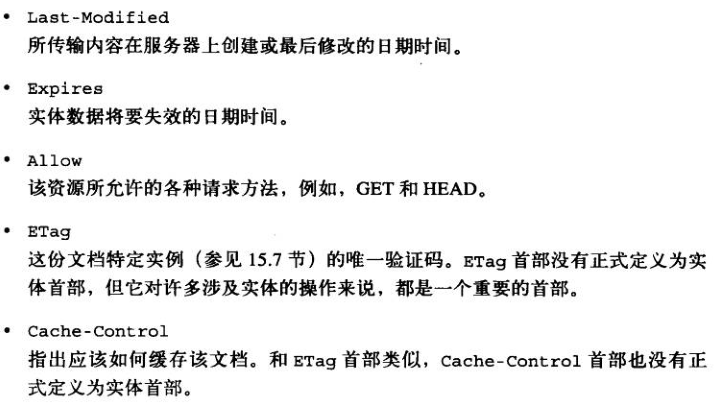 • Last-Modified
所传输内容在服务器上创建或最后修改的日期时间。
• Expires
实体数据将要失效的日期时间。
• Allow
该资源所允许的各种请求方法，例如，GET 和 HEAD。
• ETag
这份文档特定实例（参见 15.7 节）的唯一验证码。ETag 首部没有正式定义为实
体首部，但它对许多涉及实体的操作来说，都是一个重要的首部。
• Cache-Control
指出应该如何缓存该文档。和 ETag 首部类似，Cache-Control 首部也没有正
式定义为实体首部。